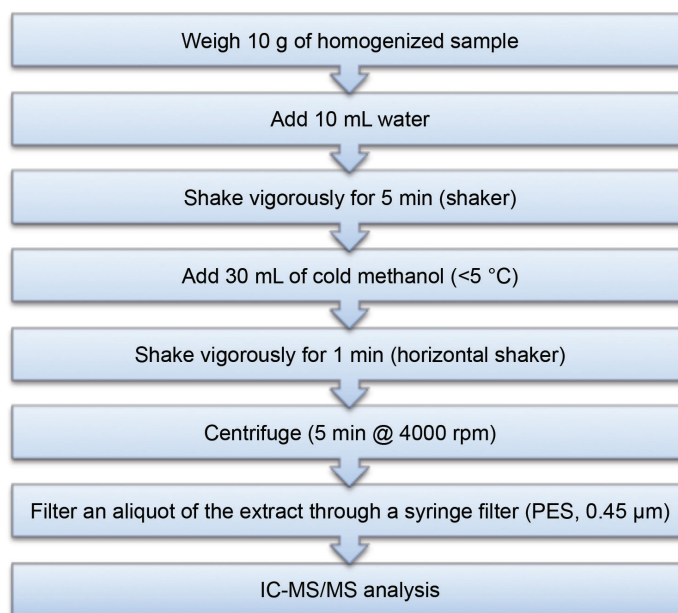 Weigh 10 g of homogenized sample
Add 10 mL water
Shake vigorously for 5 min (shaker)
Add 30 mL of cold methanol (<5 °C)
Shake vigorously for 1 min (horizontal shaker)
Centrifuge (5 min @ 4000 rpm)
Filter an aliquot of the extract through a syringe filter (PES, 0.45 µm)
IC-MS/MS analysis